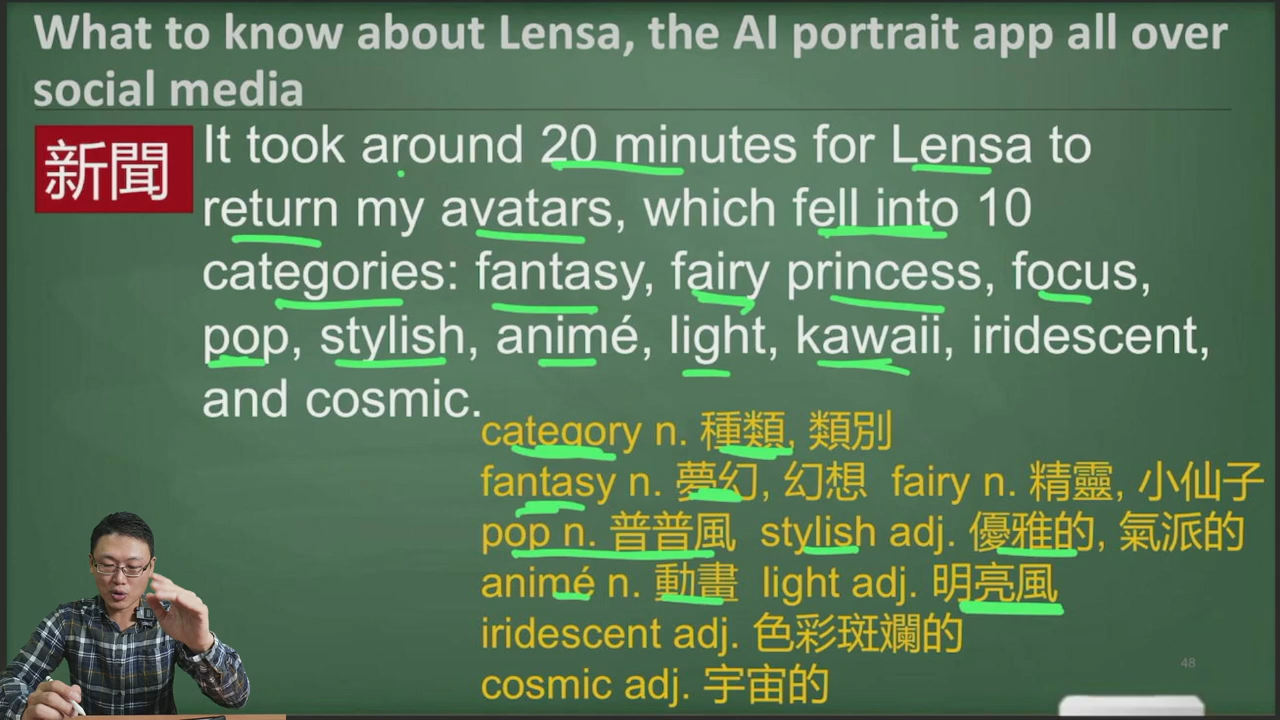 What to know about Lensa, the AI portrait app all over
social media
新聞
It took around 20 minutes for Lensa to
return my avatars, which fell into 10
categories: fantasy, fairy princess, focus,
pop, stylish, animé, light, kawaii, iridescent,
and cosmic.
category n. 種類, 類別
fantasy n. 夢幻, 幻想 fairy n. 精靈, 小仙子
pop n. 普普風 stylish adj. 優雅的, 氣派的
animé n. 動畫 light adj. 明亮風
iridescent adj. 色彩斑斕的
cosmic adj. 宇宙的
48